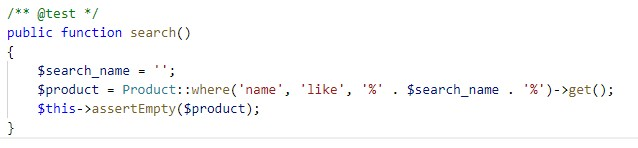 /** @test */
public function search()
{
    $search_name = '';
    $product = Product::where('name', 'like', '%' . $search_name . '%')->get();
    $this->assertEmpty($product);
}